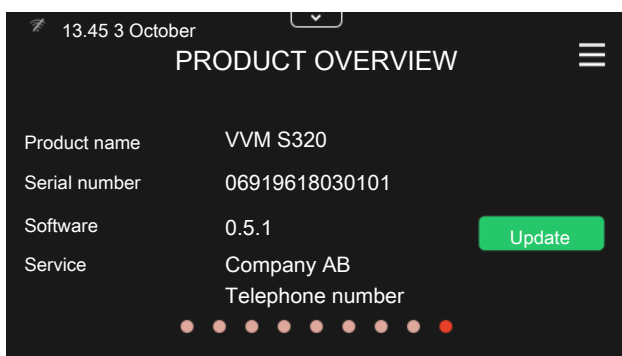 13.45 3 October
PRODUCT OVERVIEW
Product name VVM S320
Serial number 06919618030101
Software 0.5.1 Update
Service Company AB
Telephone number